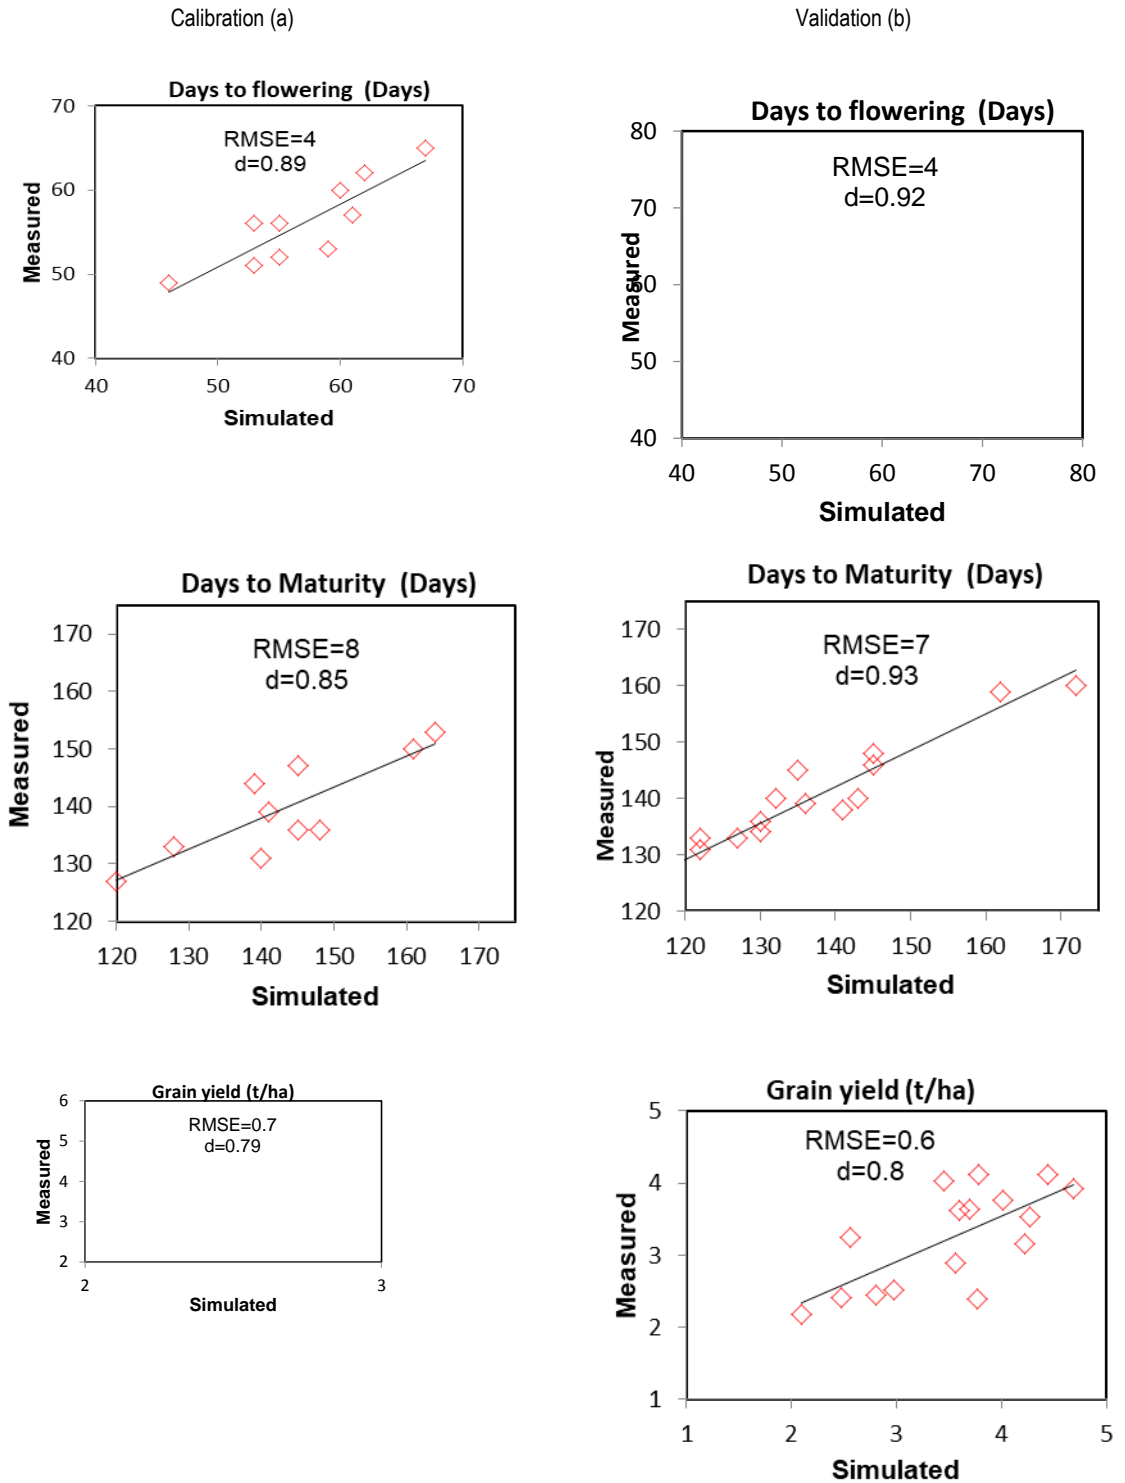 Calibration (a)
Validation (b)
Days to flowering (Days)
RMSE=4
d=0.89
70
60
50
40
Measured
40 50 60 70
Simulated
Days to flowering (Days)
RMSE=4
d=0.92
80
70
60
50
40
Measured
40 50 60 70 80
Simulated
Days to Maturity (Days)
RMSE=8
d=0.85
170
160
150
140
130
120
Measured
120 130 140 150 160 170
Simulated
Days to Maturity (Days)
RMSE=7
d=0.93
170
160
150
140
130
120
Measured
120 130 140 150 160 170
Simulated
Grain yield (t/ha)
RMSE=0.7
d=0.79
6
5
4
3
2
Measured
2 3
Simulated
Grain yield (t/ha)
RMSE=0.6
d=0.8
5
4
3
2
1
Measured
1 2 3 4 5
Simulated